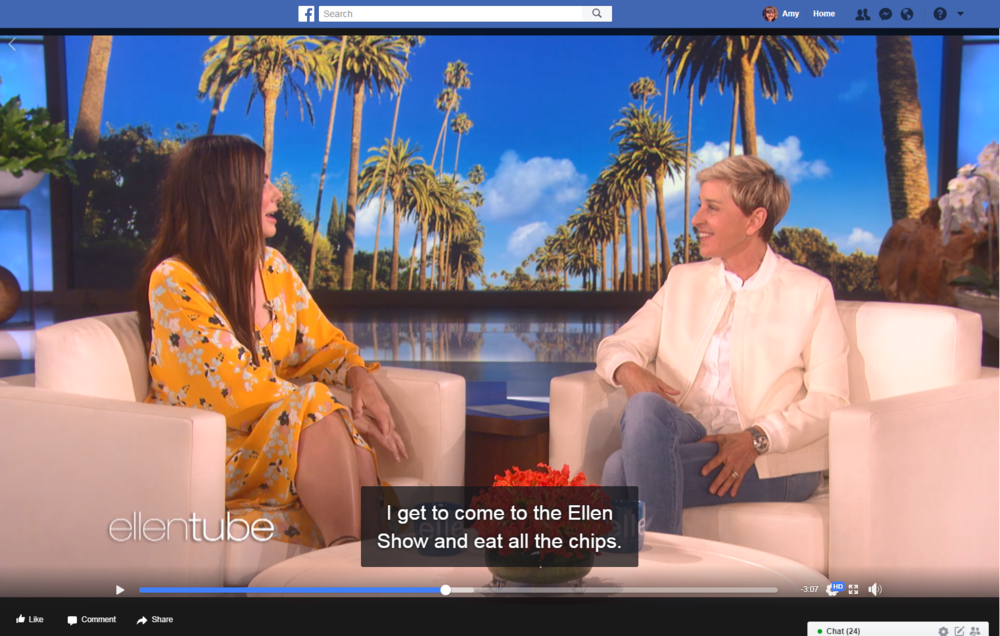 Search
Amy Home
ellentube
I get to come to the Ellen
Show and eat all the chips.
-3:07 HD
Like Comment Share
Chat (24)